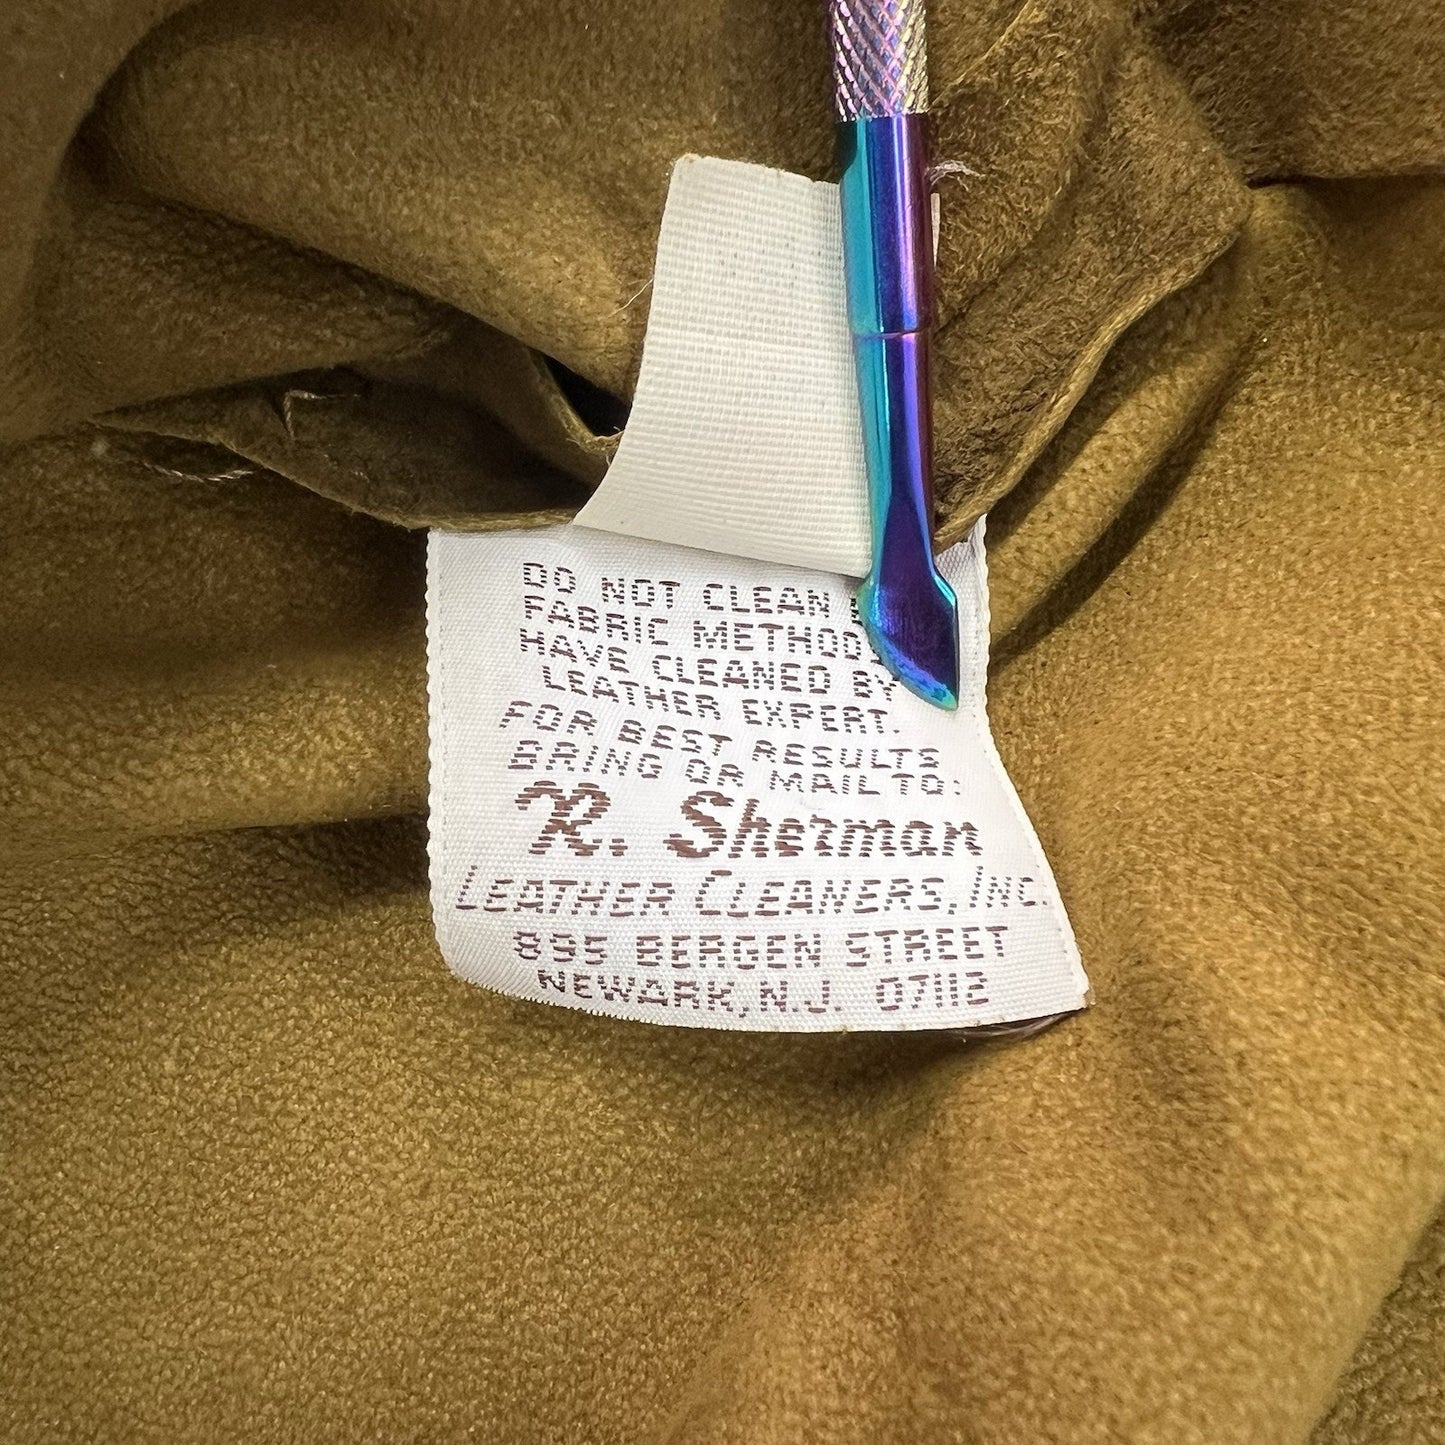 DO NOT CLEAN
FABRIC METHODS
HAVE CLEANED BY
LEATHER EXPERT.
FOR BEST RESULTS
BRING OR MAIL TO:
R. Sherman
LEATHER CLEANERS, INC.
895 BERGEN STREET
NEWARK, N.J. 07112